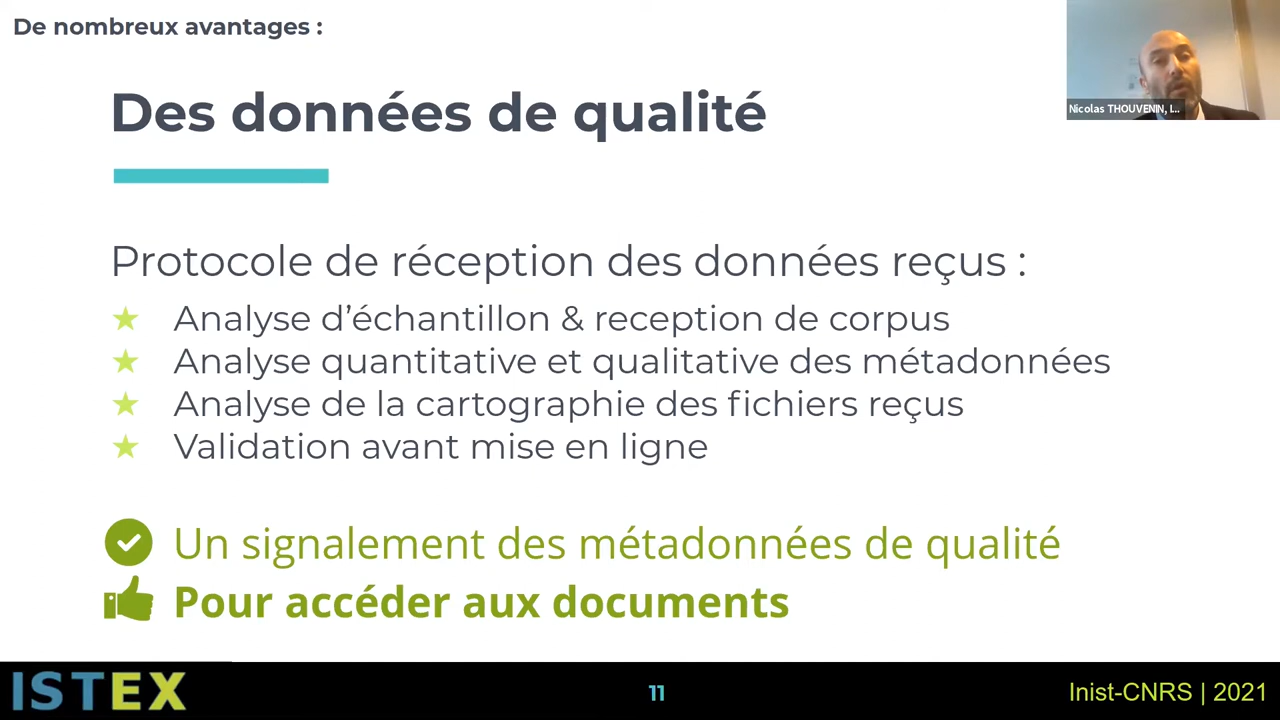 De nombreux avantages :
Nicolas THOUVENIN, I...
Des données de qualité
Protocole de réception des données reçus :
Analyse d’échantillon & reception de corpus
Analyse quantitative et qualitative des métadonnées
Analyse de la cartographie des fichiers reçus
Validation avant mise en ligne
Un signalement des métadonnées de qualité
Pour accéder aux documents
ISTEX
11
Inist-CNRS | 2021